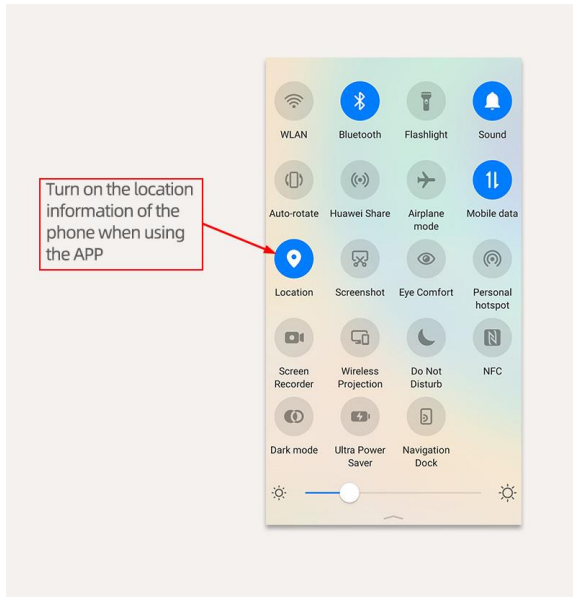 WLAN Bluetooth Flashlight Sound
Turn on the location
information of the
phone when using
the APP
Auto-rotate Huawei Share Airplane Mobile data
mode
Location Screenshot Eye Comfort Personal
hotspot
Screen Wireless Do Not NFC
Recorder Projection Disturb
Dark mode Ultra Power Navigation
Saver Dock